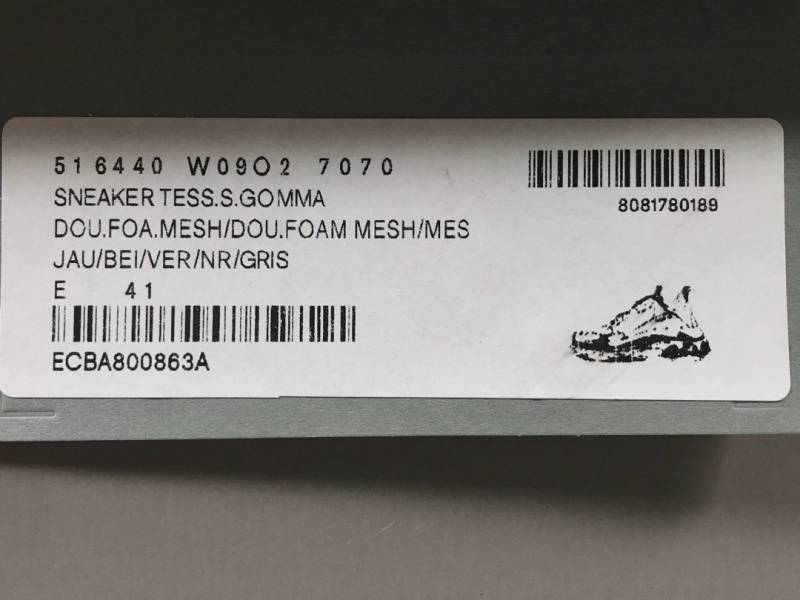 516440 W09O2 7070
SNEAKER TESS.S.GOMMA
DOU.FOA.MESH/DOU.FOAM MESH/MES
JAU/BEI/VER/NR/GRIS
E 41
ECBA800863A
8081780189